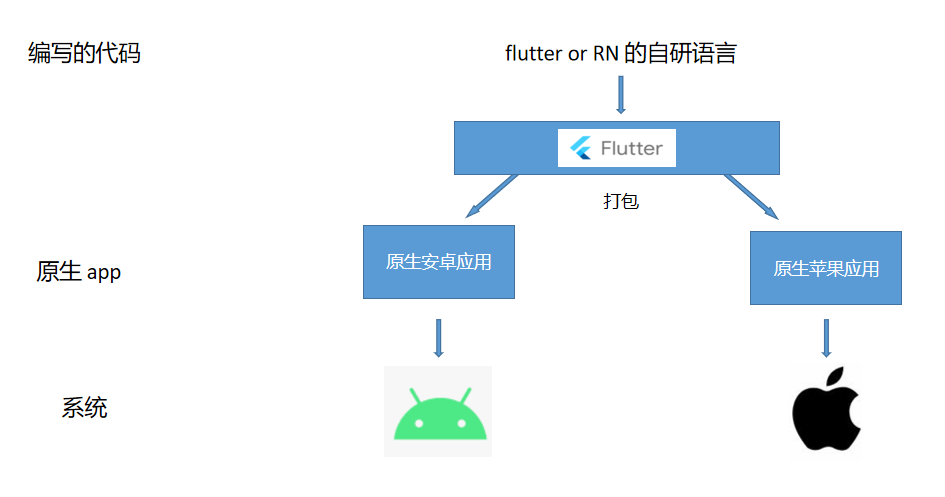 编写的代码
flutter or RN 的自研语言
Flutter
打包
原生 app
原生安卓应用
原生苹果应用
系统